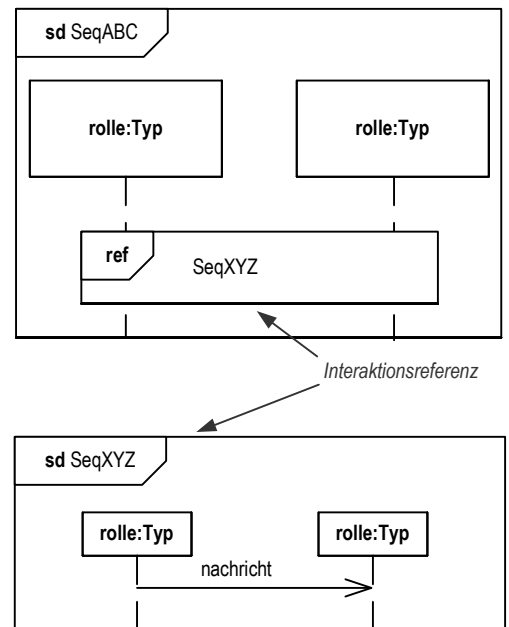 sd SeqABC
rolle:Typ rolle:Typ
ref
SeqXYZ
Interaktionsreferenz
sd SeqXYZ
rolle:Typ rolle:Typ
nachricht